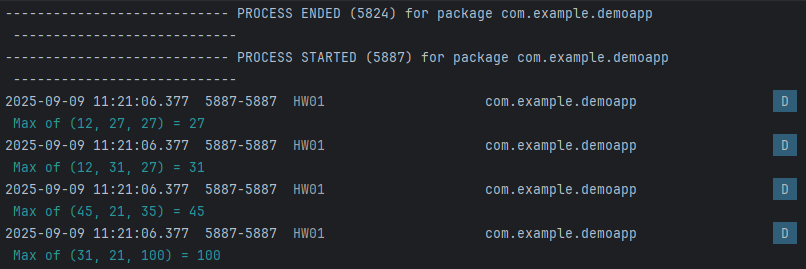 ---------------------------- PROCESS ENDED (5824) for package com.example.demoapp
----------------------------
---------------------------- PROCESS STARTED (5887) for package com.example.demoapp
----------------------------
2025-09-09 11:21:06.377  5887-5887  HW01                    com.example.demoapp                 D
Max of (12, 27, 27) = 27
2025-09-09 11:21:06.377  5887-5887  HW01                    com.example.demoapp                 D
Max of (12, 31, 27) = 31
2025-09-09 11:21:06.377  5887-5887  HW01                    com.example.demoapp                 D
Max of (45, 21, 35) = 45
2025-09-09 11:21:06.377  5887-5887  HW01                    com.example.demoapp                 D
Max of (31, 21, 100) = 100